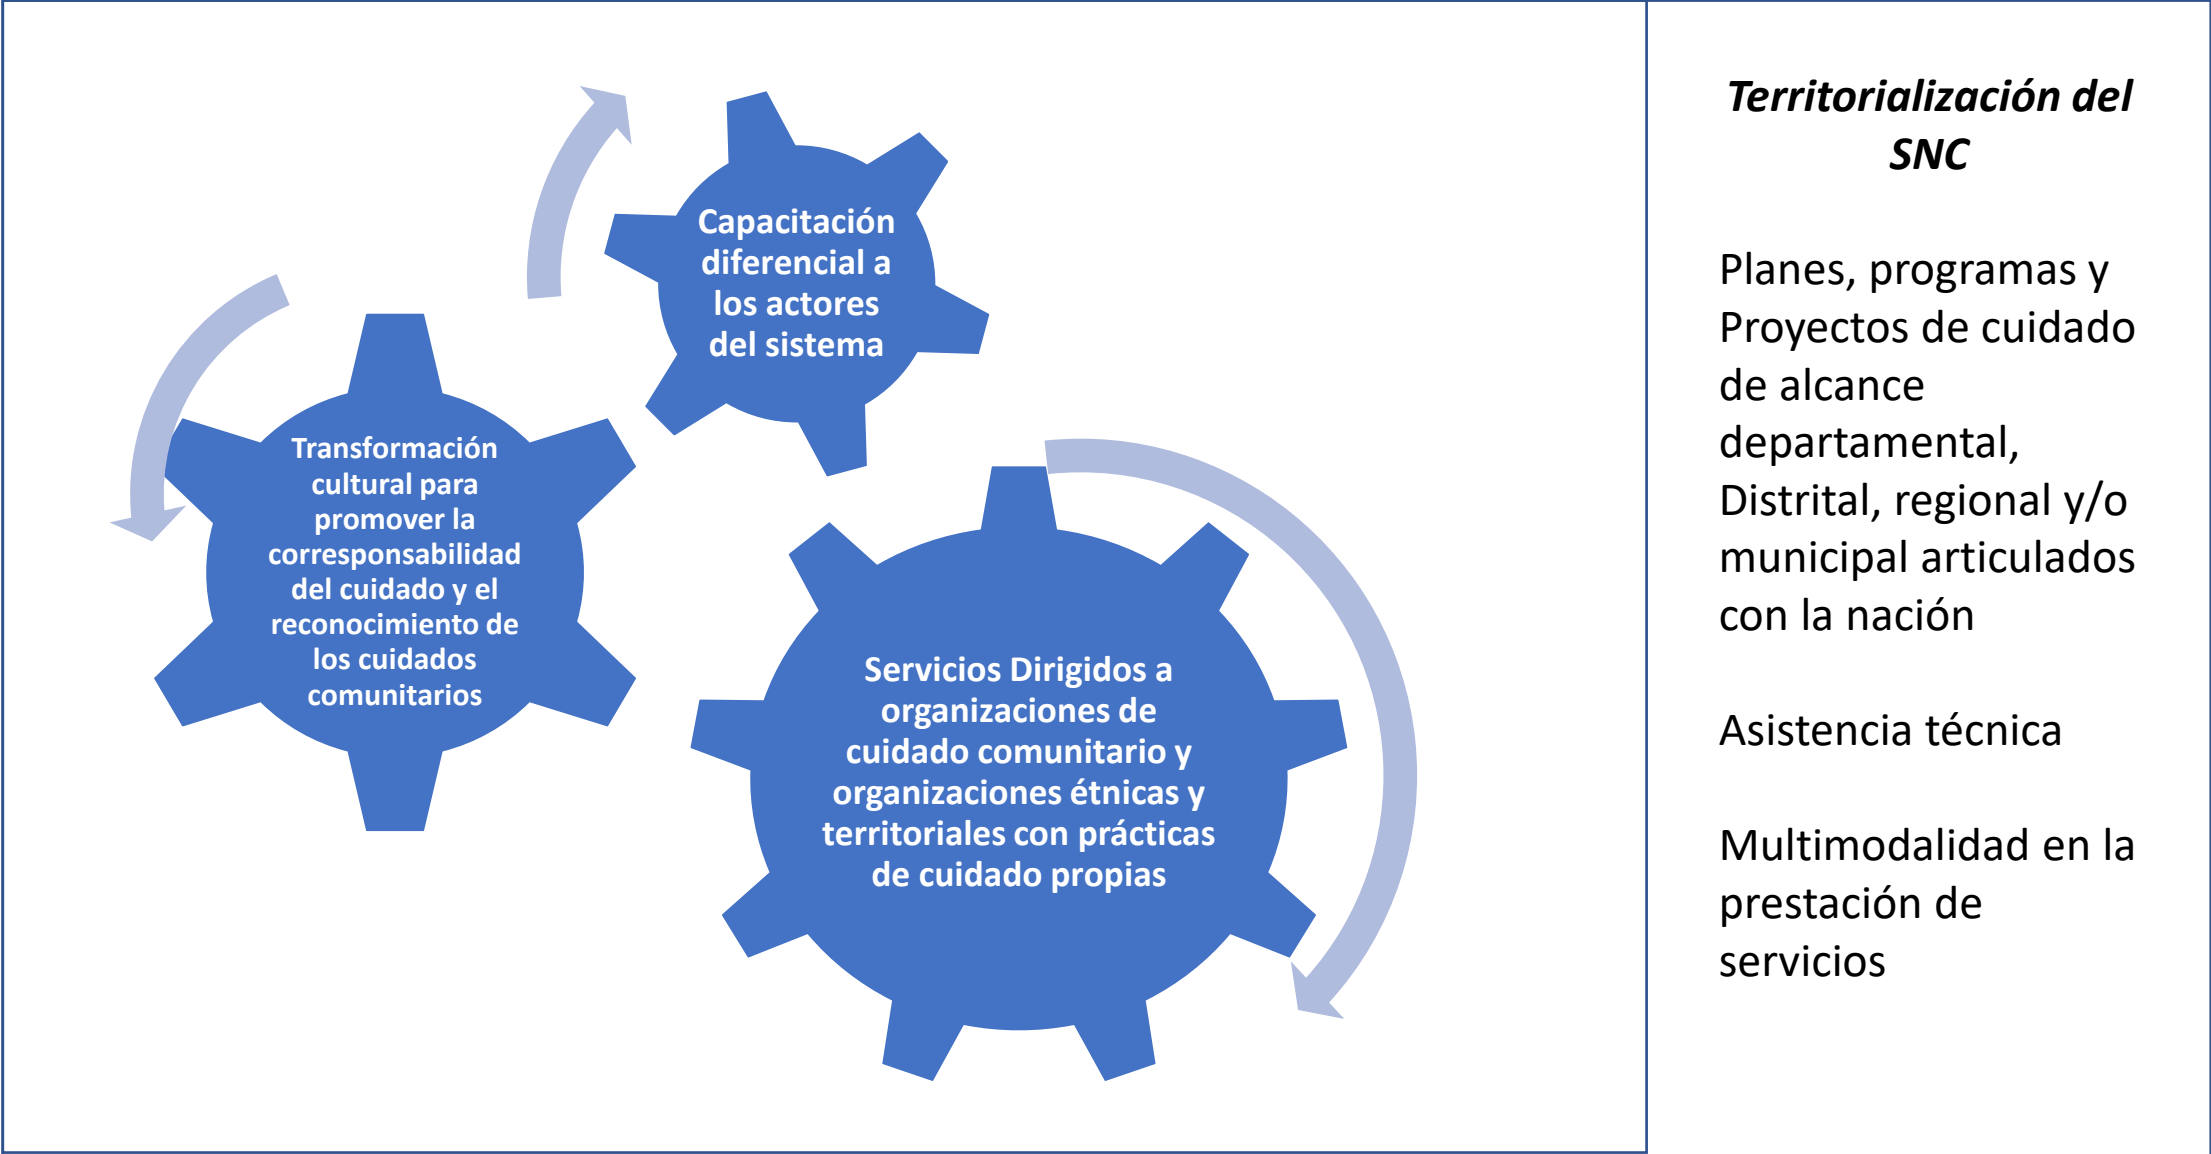 Capacitación
diferencial a
los actores
del sistema
Transformación
cultural para
promover la
corresponsabilidad
del cuidado y el
reconocimiento de
los cuidados
comunitarios
Servicios Dirigidos a
organizaciones de
cuidado comunitario y
organizaciones étnicas y
territoriales con prácticas
de cuidado propias
Territorialización del
SNC
Planes, programas y
Proyectos de cuidado
de alcance
departamental,
Distrital, regional y/o
municipal articulados
con la nación
Asistencia técnica
Multimodalidad en la
prestación de
servicios